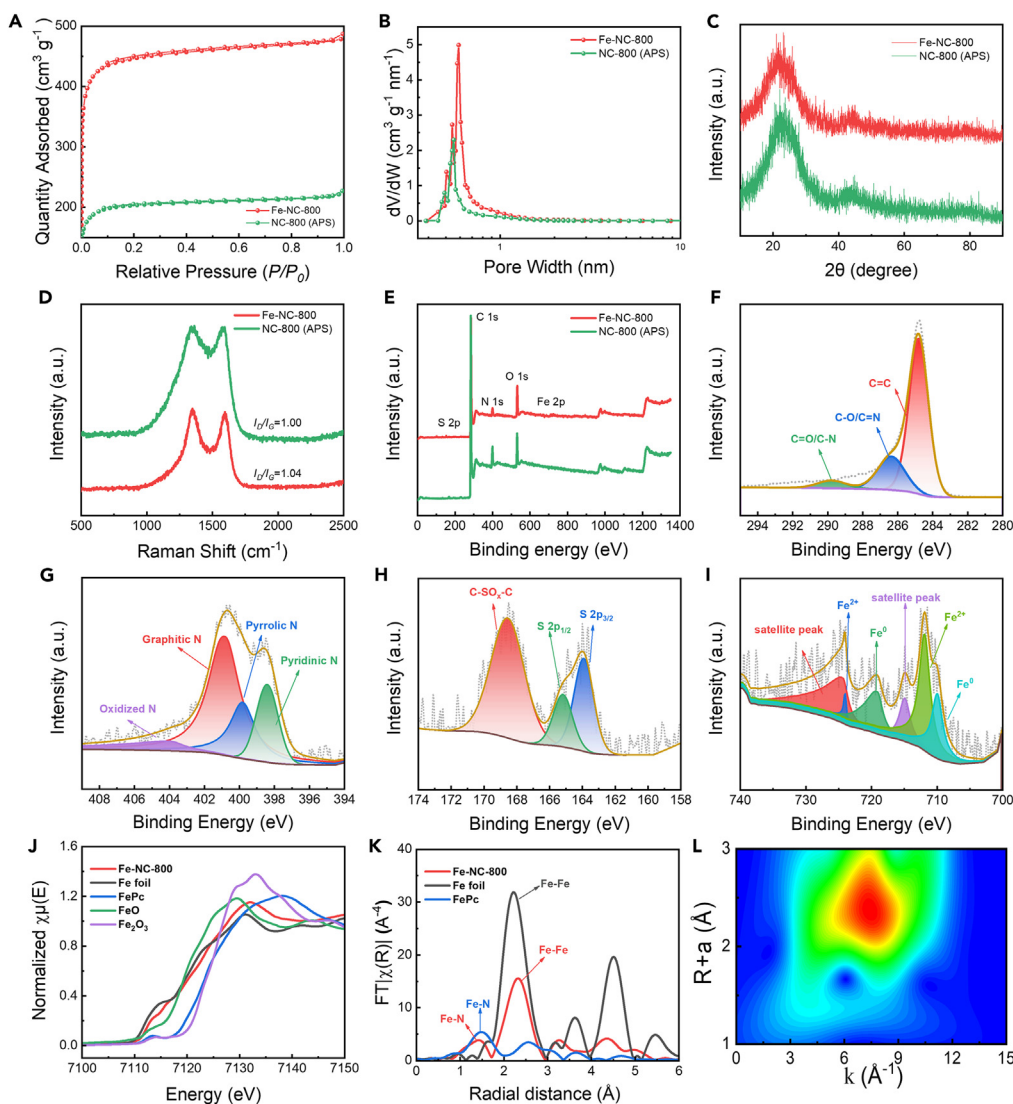 A
Quantity Adsorbed (cm³ g⁻¹)
500
400
300
200
Fe-NC-800
NC-800 (APS)
0.0 0.2 0.4 0.6 0.8 1.0
Relative Pressure (P/P₀)
B
dV/dW (cm³ g⁻¹ nm⁻¹)
5
4
3
2
1
0
Fe-NC-800
NC-800 (APS)
1 10
Pore Width (nm)
C
Intensity (a.u.)
Fe-NC-800
NC-800 (APS)
20 40 60 80
2θ (degree)
D
Intensity (a.u.)
Fe-NC-800
NC-800 (APS)
I_D/I_G=1.00
I_D/I_G=1.04
500 1000 1500 2000 2500
Raman Shift (cm⁻¹)
E
Intensity (a.u.)
Fe-NC-800
NC-800 (APS)
C 1s
O 1s
N 1s
Fe 2p
S 2p
0 200 400 600 800 1000 1200 1400
Binding energy (eV)
F
Intensity (a.u.)
C=C
C-O/C=N
C=O/C-N
294 292 290 288 286 284 282 280
Binding Energy (eV)
G
Intensity (a.u.)
Graphitic N
Pyrrolic N
Pyridinic N
Oxidized N
408 406 404 402 400 398 396 394
Binding Energy (eV)
H
Intensity (a.u.)
C-SOₓ-C
S 2p₁/₂
S 2p₃/₂
174 172 170 168 166 164 162 160 158
Binding Energy (eV)
I
Intensity (a.u.)
satellite peak
Fe²⁺
Fe⁰
satellite peak
Fe²⁺
Fe⁰
740 730 720 710 700
Binding Energy (eV)
J
Normalized χμ(E)
1.6
1.2
0.8
0.4
0.0
Fe-NC-800
Fe foil
FePc
FeO
Fe₂O₃
7100 7110 7120 7130 7140 7150
Energy (eV)
K
FT|χ(R)| (A⁻⁴)
40
30
20
10
0
Fe-NC-800
Fe foil
FePc
Fe-Fe
Fe-Fe
Fe-N
Fe-N
0 1 2 3 4 5 6
Radial distance (Å)
L
R+a (Å)
3
2
1
0 3 6 9 12 15
k (Å⁻¹)